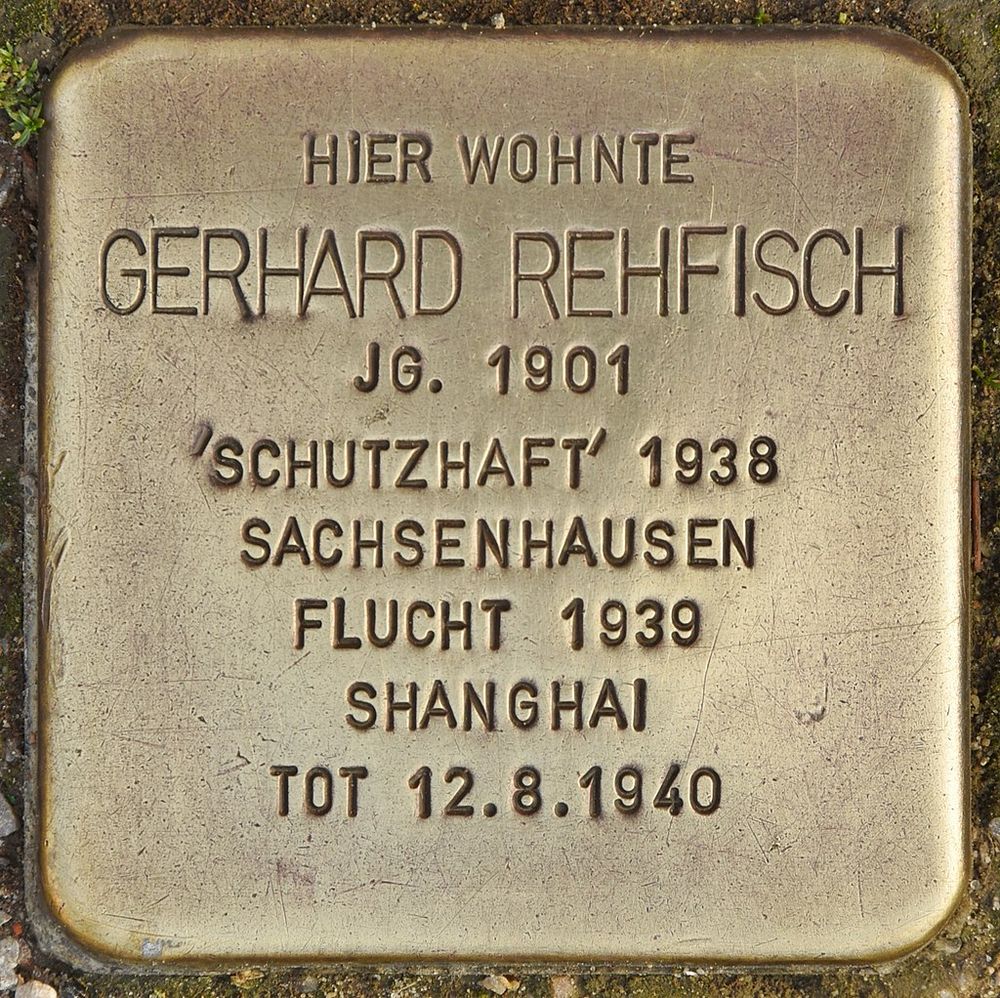 HIER WOHNTE
GERHARD REHFISCH
JG. 1901
'SCHUTZHAFT' 1938
SACHSENHAUSEN
FLUCHT 1939
SHANGHAI
TOT 12.8.1940